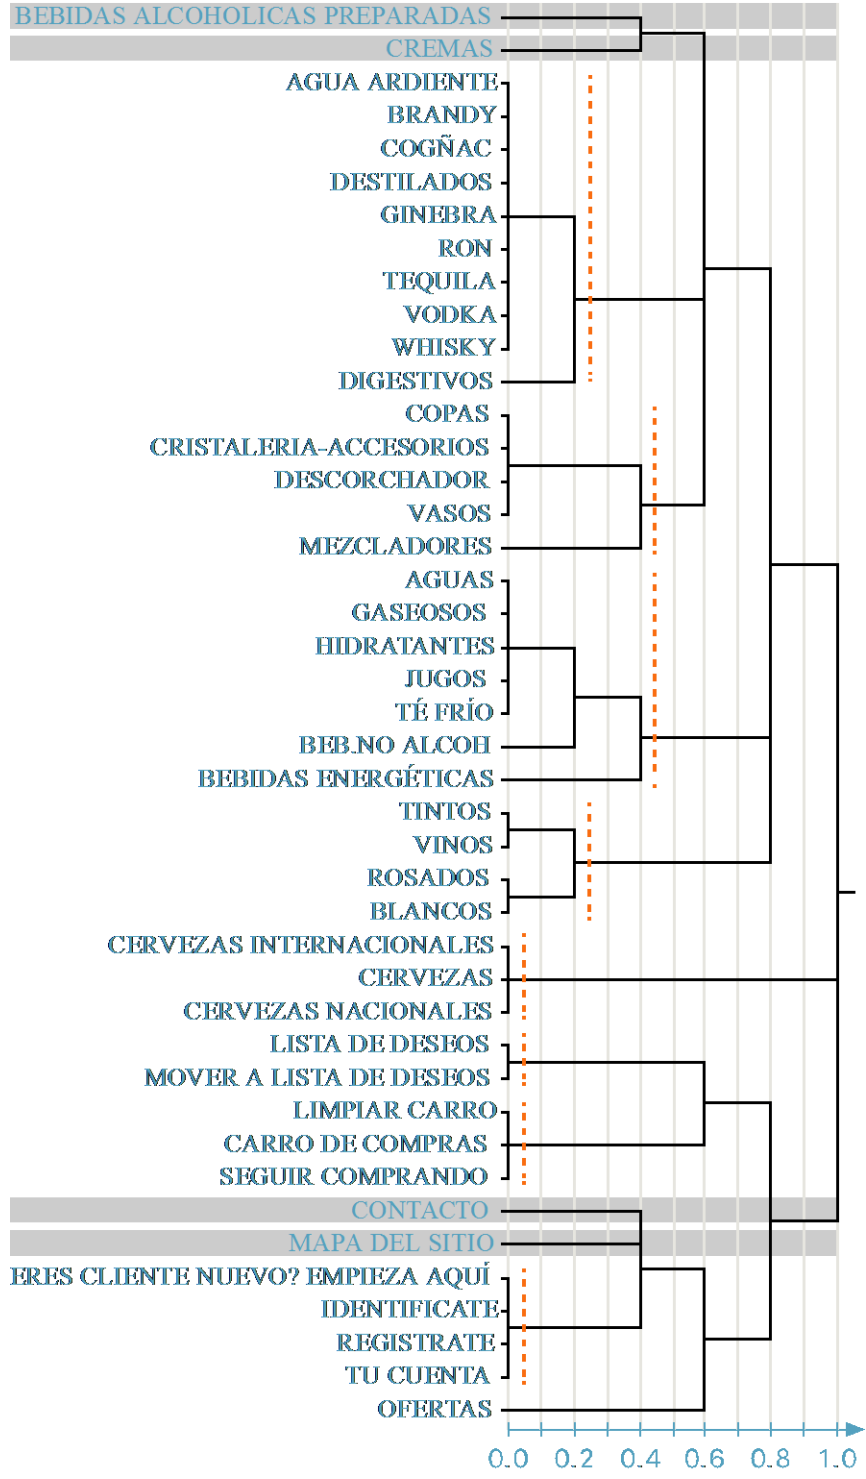 BEBIDAS ALCOHOLICAS PREPARADAS
CREMAS
AGUA ARDIENTE
BRANDY
COGÑAC
DESTILADOS
GINEBRA
RON
TEQUILA
VODKA
WHISKY
DIGESTIVOS
COPAS
CRISTALERIA-ACCESORIOS
DESCORCHADOR
VASOS
MEZCLADORES
AGUAS
GASEOSOS
HIDRATANTES
JUGOS
TÉ FRÍO
BEB.NO ALCOH
BEBIDAS ENERGÉTICAS
TINTOS
VINOS
ROSADOS
BLANCOS
CERVEZAS INTERNACIONALES
CERVEZAS
CERVEZAS NACIONALES
LISTA DE DESEOS
MOVER A LISTA DE DESEOS
LIMPIAR CARRO
CARRO DE COMPRAS
SEGUIR COMPRANDO
CONTACTO
MAPA DEL SITIO
ERES CLIENTE NUEVO? EMPIEZA AQUÍ
IDENTIFICATE
REGISTRATE
TU CUENTA
OFERTAS
0.0 0.2 0.4 0.6 0.8 1.0